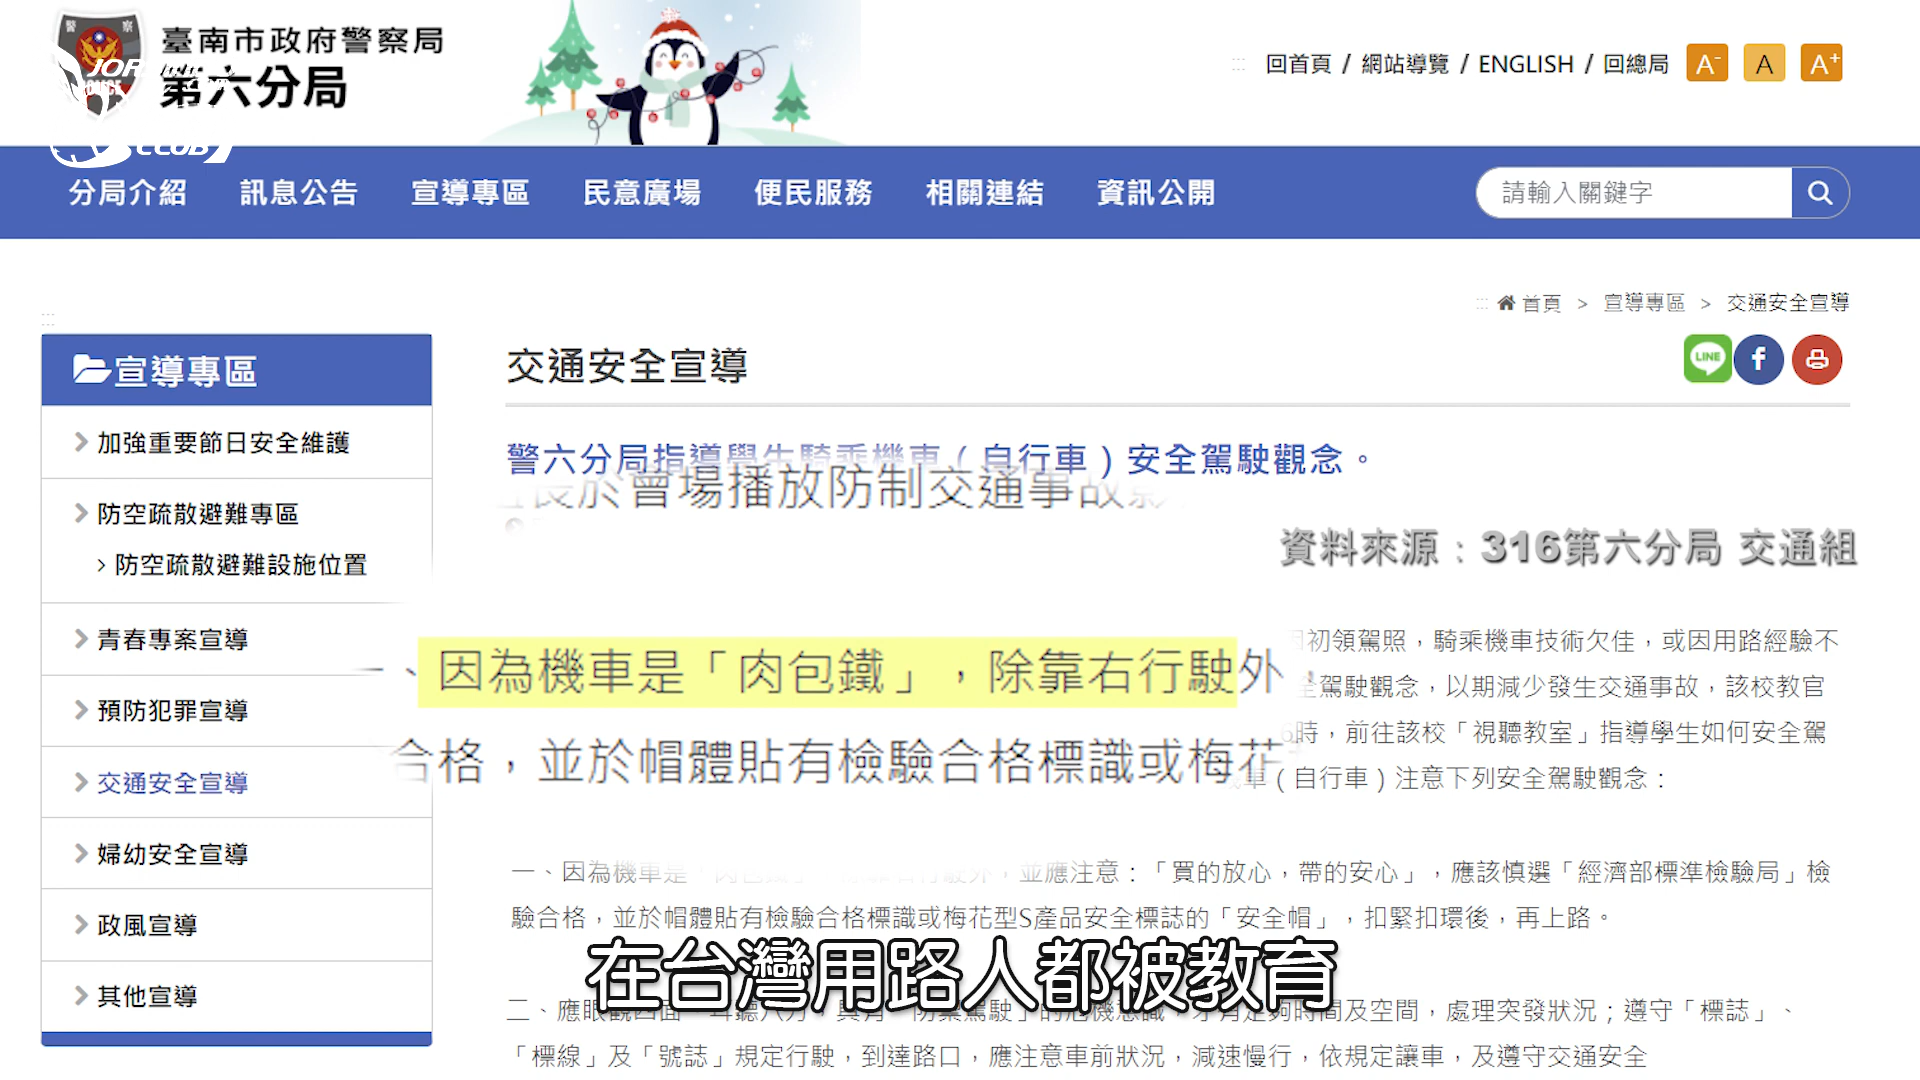 臺南市政府警察局
第六分局
回首頁 / 網站導覽 / ENGLISH / 回總局 A- A A+
分局介紹 訊息公告 宣導專區 民意廣場 便民服務 相關連結 資訊公開 請輸入關鍵字
首頁 > 宣導專區 > 交通安全宣導
宣導專區
加強重要節日安全維護
防空疏散避難專區
防空疏散避難設施位置
青春專案宣導
預防犯罪宣導
交通安全宣導
婦幼安全宣導
政風宣導
其他宣導
交通安全宣導
LINE
警六分局指導學生騎乘機車(自行車)安全駕駛觀念。
長於會場播放防制交通事故
資料來源:316第六分局 交通組
初領駕照,騎乘機車技術欠佳,或因用路經驗不
一、因為機車是「肉包鐵」,除靠右行駛外,
駕駛觀念,以期減少發生交通事故,該校教官
時,前往該校「視聽教室」指導學生如何安全駕
合格,並於帽體貼有檢驗合格標識或梅花
車(自行車)注意下列安全駕駛觀念:
一、因為機車是 並應注意:「買的放心,帶的安心」,應該慎選「經濟部標準檢驗局」檢
驗合格,並於帽體貼有檢驗合格標識或梅花型S產品安全標誌的「安全帽」,扣緊扣環後,再上路。
在台灣用路人都被教育
二、應眼觀四面 時間及空間,處理突發狀況;遵守「標誌」、
「標線」及「號誌」規定行駛,到達路口,應注意車前狀況,減速慢行,依規定讓車,及遵守交通安全